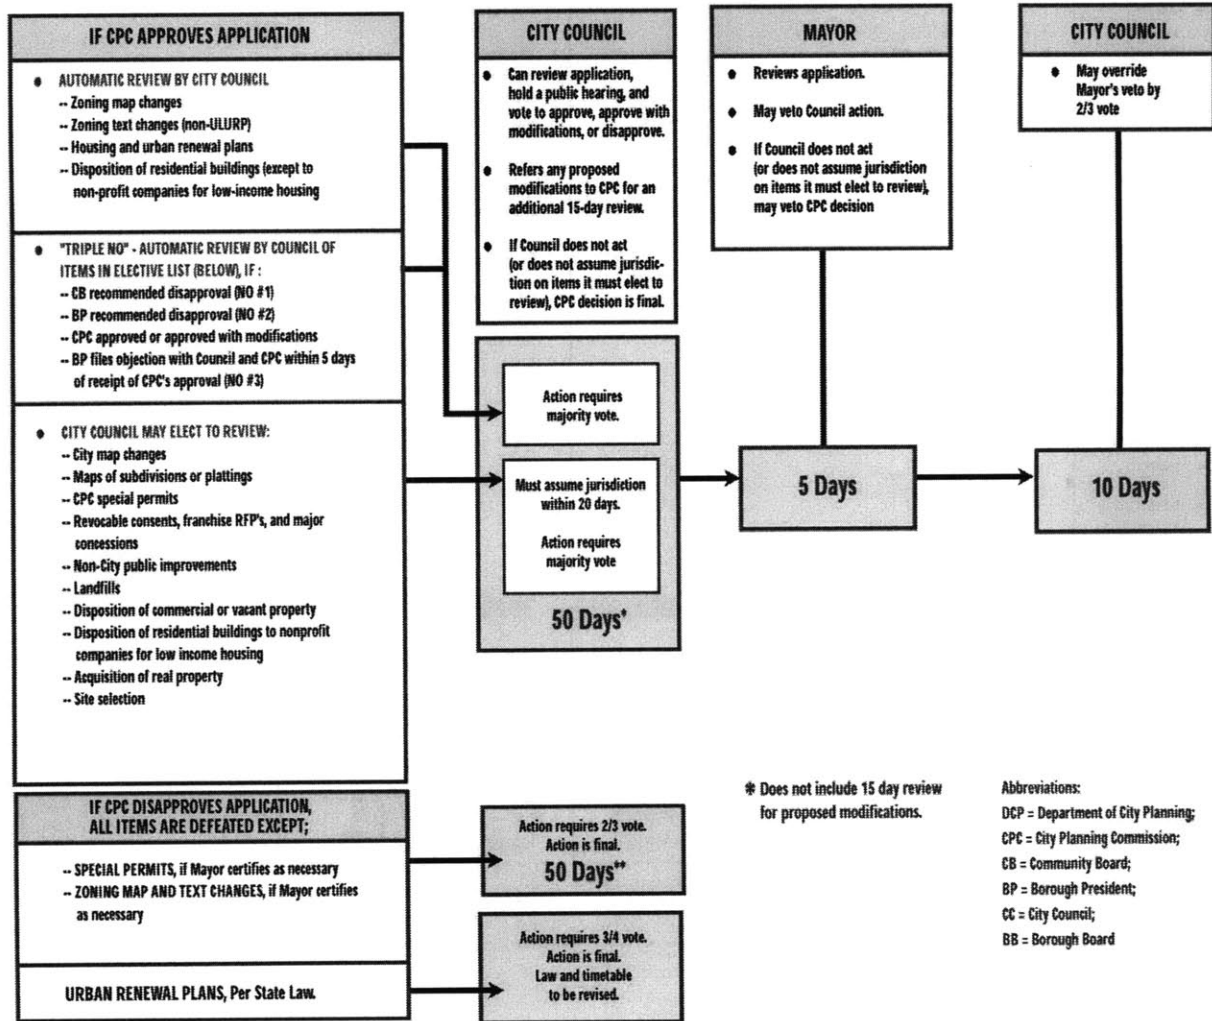 IF CPC APPROVES APPLICATION
● AUTOMATIC REVIEW BY CITY COUNCIL
-- Zoning map changes
-- Zoning text changes (non-ULURP)
-- Housing and urban renewal plans
-- Disposition of residential buildings (except to
non-profit companies for low-income housing
● "TRIPLE NO" - AUTOMATIC REVIEW BY COUNCIL OF
ITEMS IN ELECTIVE LIST (BELOW), IF :
-- CB recommended disapproval (NO #1)
-- BP recommended disapproval (NO #2)
-- CPC approved or approved with modifications
-- BP files objection with Council and CPC within 5 days
of receipt of CPC's approval (NO #3)
● CITY COUNCIL MAY ELECT TO REVIEW:
-- City map changes
-- Maps of subdivisions or plattings
-- CPC special permits
-- Revocable consents, franchise RFP's, and major
concessions
-- Non-City public improvements
-- Landfills
-- Disposition of commercial or vacant property
-- Disposition of residential buildings to nonprofit
companies for low income housing
-- Acquisition of real property
-- Site selection
CITY COUNCIL
● Can review application,
hold a public hearing, and
vote to approve, approve with
modifications, or disapprove.
● Refers any proposed
modifications to CPC for an
additional 15-day review.
● If Council does not act
(or does not assume jurisdic-
tion on items it must elect to
review), CPC decision is final.
Action requires
majority vote.
Must assume jurisdiction
within 20 days.
Action requires
majority vote
50 Days*
MAYOR
● Reviews application.
● May veto Council action.
● If Council does not act
(or does not assume jurisdiction
on items it must elect to review),
may veto CPC decision
5 Days
CITY COUNCIL
● May override
Mayor's veto by
2/3 vote
10 Days
IF CPC DISAPPROVES APPLICATION,
ALL ITEMS ARE DEFEATED EXCEPT;
-- SPECIAL PERMITS, if Mayor certifies as necessary
-- ZONING MAP AND TEXT CHANGES, if Mayor certifies
as necessary
URBAN RENEWAL PLANS, Per State Law.
Action requires 2/3 vote.
Action is final.
50 Days**
Action requires 3/4 vote.
Action is final.
Law and timetable
to be revised.
* Does not include 15 day review
for proposed modifications.
Abbreviations:
DCP = Department of City Planning;
CPC = City Planning Commission;
CB = Community Board;
BP = Borough President;
CC = City Council;
BB = Borough Board